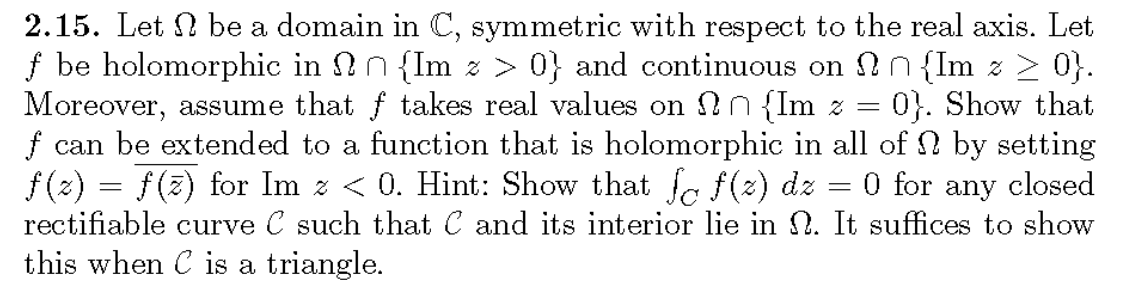 2.15. Let Ω be a domain in ℂ, symmetric with respect to the real axis. Let
f be holomorphic in Ω ∩ {Im z > 0} and continuous on Ω ∩ {Im z ≥ 0}.
Moreover, assume that f takes real values on Ω ∩ {Im z = 0}. Show that
f can be extended to a function that is holomorphic in all of Ω by setting
f(z) = \overline{f(z̄)} for Im z < 0. Hint: Show that ∫_C f(z) dz = 0 for any closed
rectifiable curve C such that C and its interior lie in Ω. It suffices to show
this when C is a triangle.